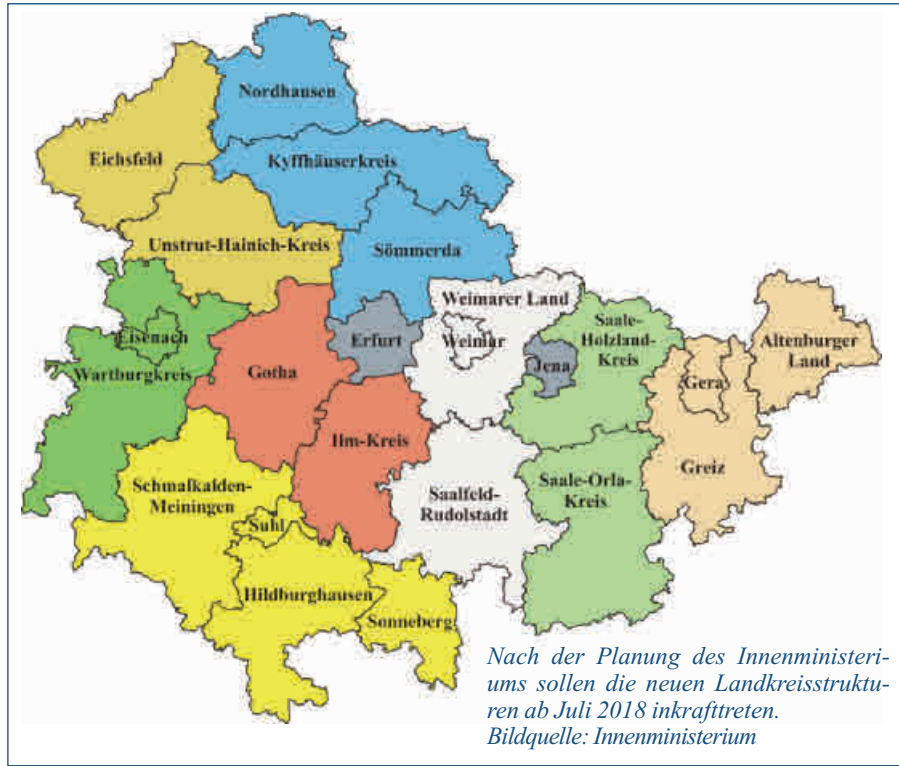 Nordhausen
Eichsfeld
Kyffhäuserkreis
Unstrut-Hainich-Kreis
Sömmerda
Weimarer Land
Eisenach
Erfurt
Weimar
Saale-
Holzland-
Kreis
Altenburger
Land
Wartburgkreis
Gotha
Jena
Gera
Ilm-Kreis
Greiz
Schmalkalden-
Meiningen
Saalfeld-
Rudolstadt
Saale-Orla-
Kreis
Suhl
Hildburghausen
Sonneberg
Nach der Planung des Innenministeri-
ums sollen die neuen Landkreisstruktu-
ren ab Juli 2018 inkrafttreten.
Bildquelle: Innenministerium